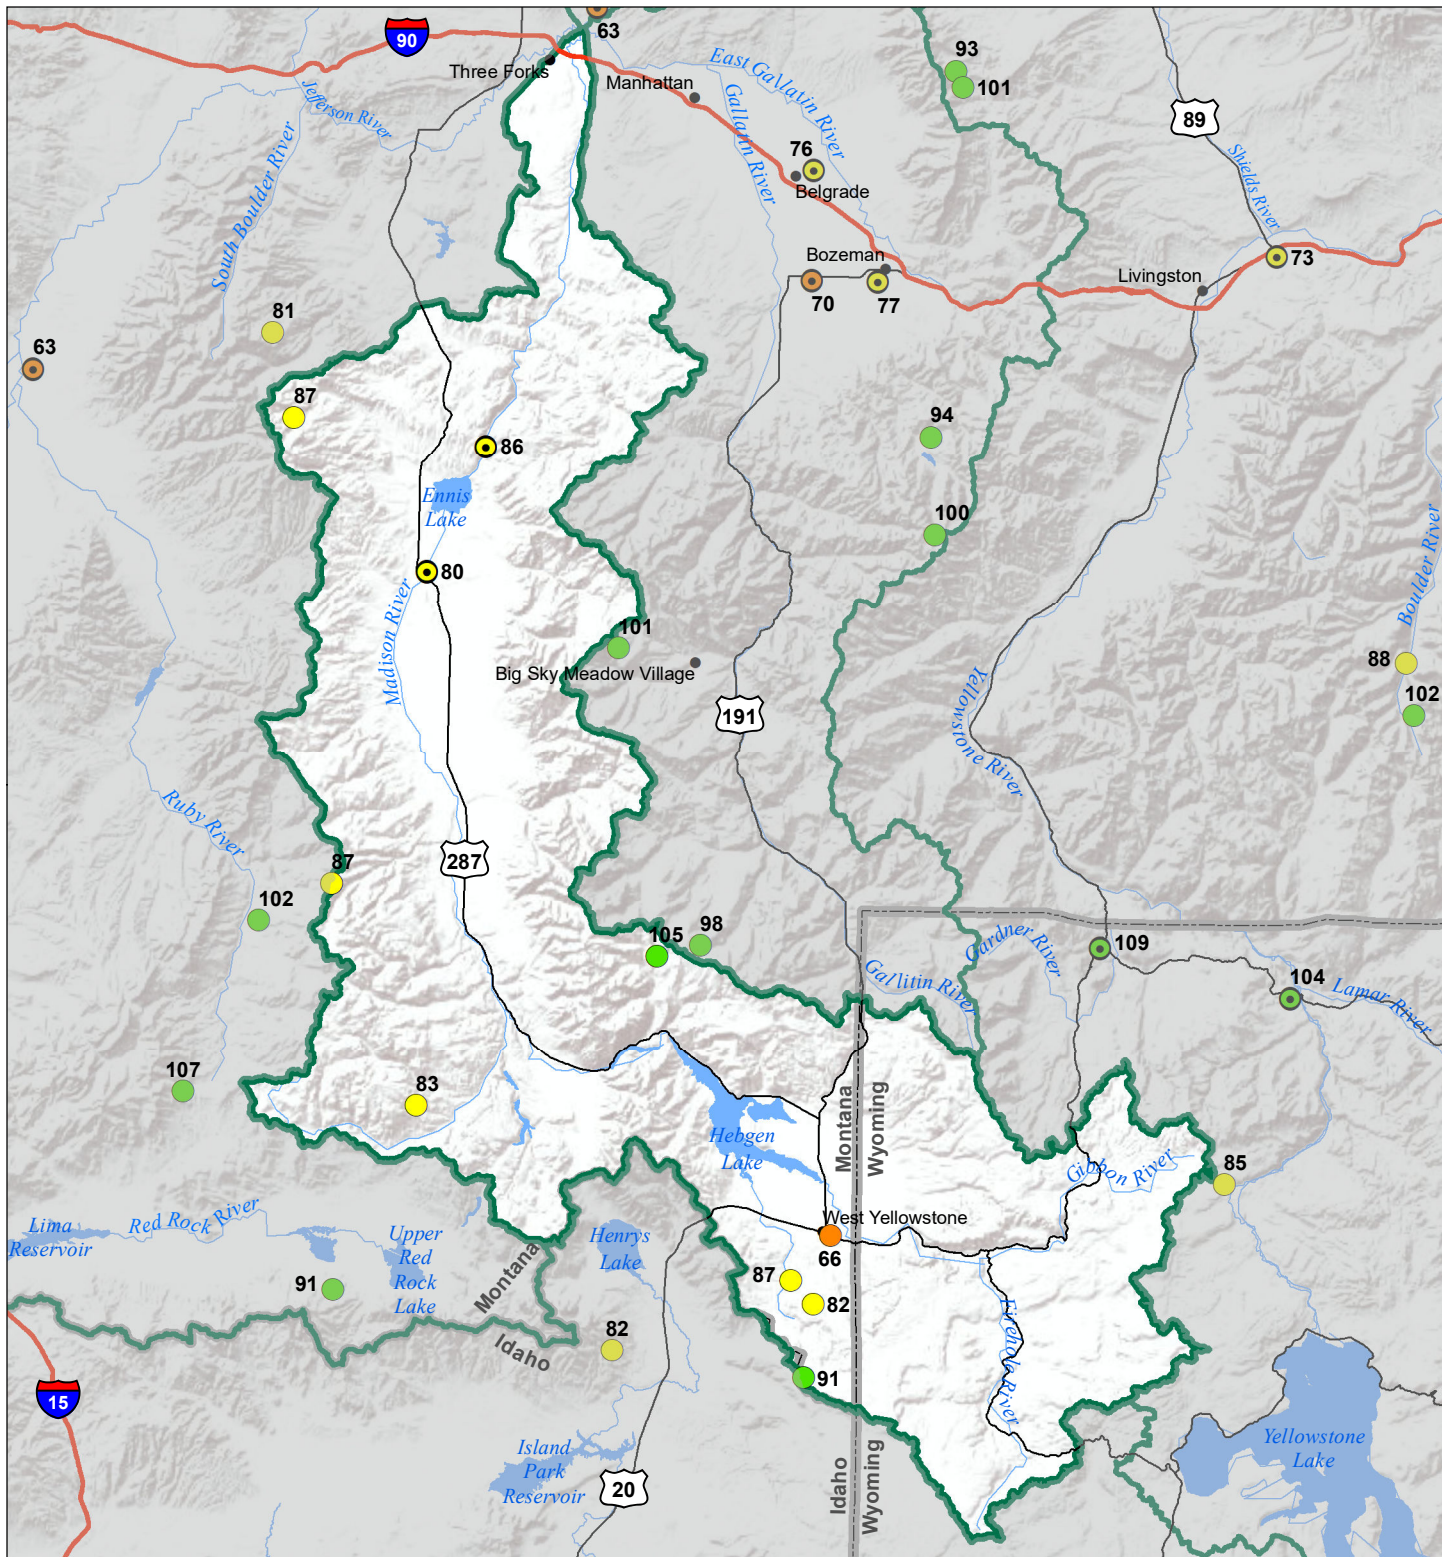 63
90
Three Forks
Manhattan
East Gallatin River
93
101
Jefferson River
Gallatin River
89
South Boulder River
76
Belgrade
Shields River
Bozeman
Livingston
73
70
77
81
63
87
94
86
Ennis
Lake
100
80
Boulder River
Madison River
101
Big Sky Meadow Village
88
102
191
Yellowstone River
Ruby River
287
87
102
105
98
Gardner River
109
Gallitin River
104
Lamar River
107
83
Montana
Wyoming
Hebgen
Lake
Gibbon River
85
Lima
Reservoir
Red Rock River
Upper
Red
Rock
Lake
Henrys
Lake
West Yellowstone
66
87
82
91
Montana
Idaho
82
Firehole River
91
15
Island
Park
Reservoir
20
Idaho
Wyoming
Yellowstone
Lake